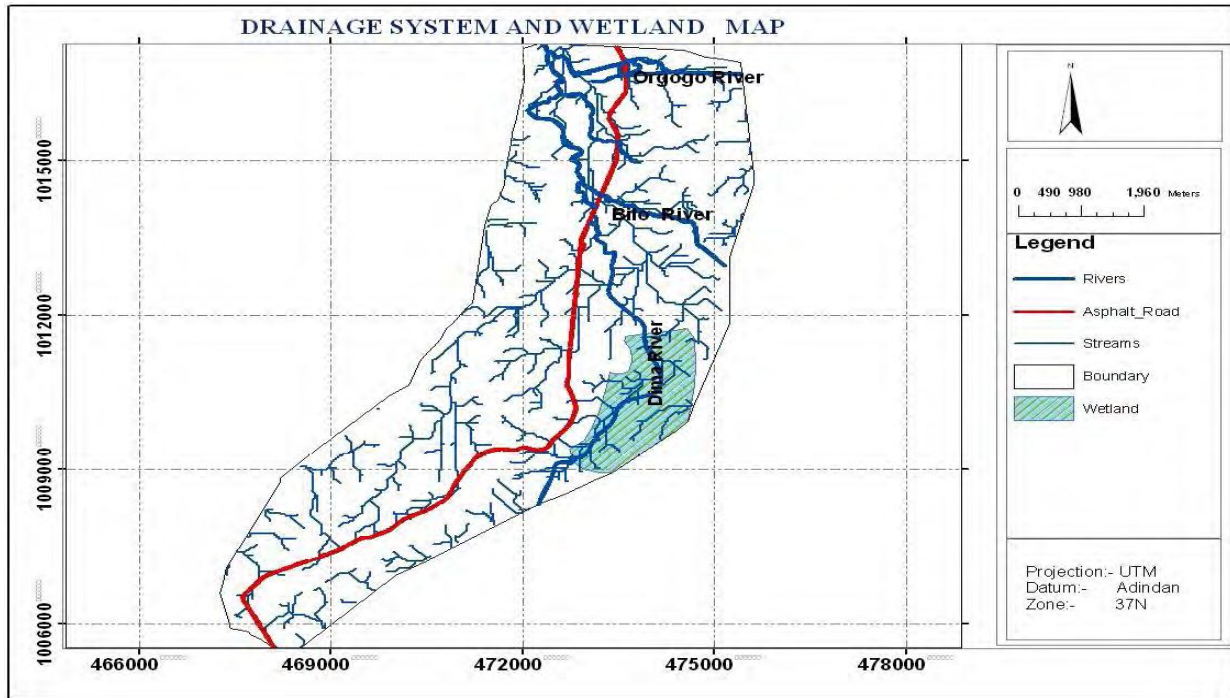 DRAINAGE SYSTEM AND WETLAND MAP
Orgogo River
Bilo River
Dima River
1015000
1012000
1009000
1006000
466000
469000
472000
475000
478000
N
0 490 980 1,960 Meters
Legend
Rivers
Asphalt_Road
Streams
Boundary
Wetland
Projection:- UTM
Datum:- Adindan
Zone:- 37N